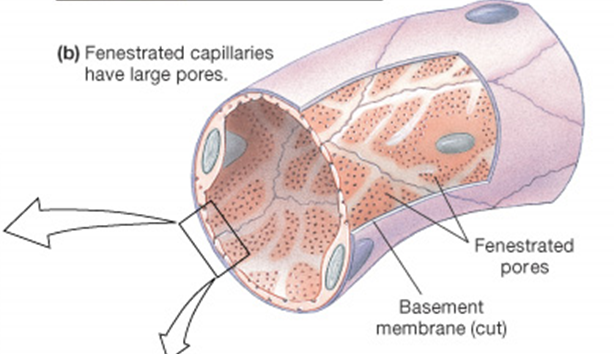 (b) Fenestrated capillaries
have large pores.
Fenestrated
pores
Basement
membrane (cut)